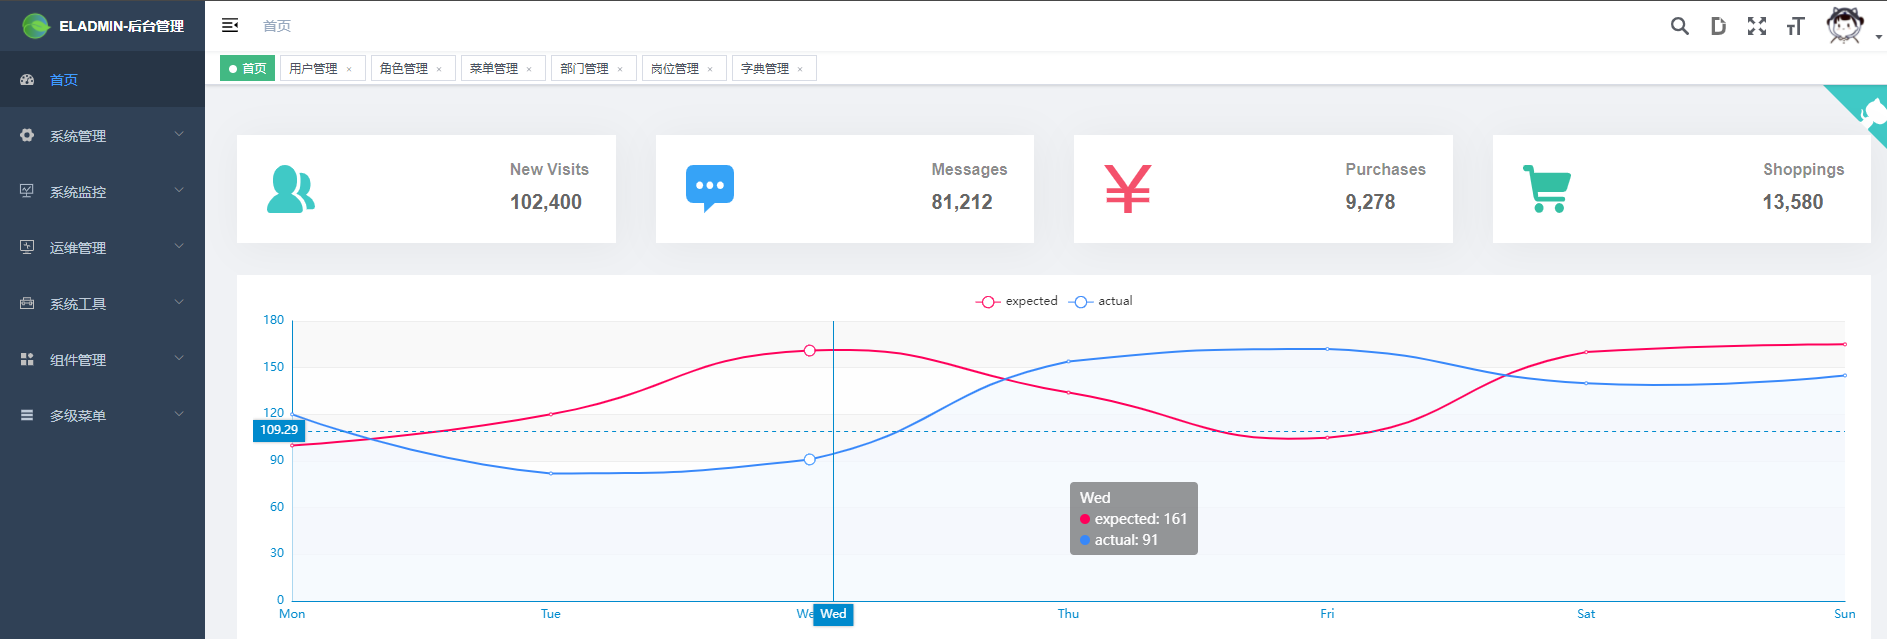 ELADMIN-后台管理
首页
首页
系统管理
系统监控
运维管理
系统工具
组件管理
多级菜单
首页 用户管理 × 角色管理 × 菜单管理 × 部门管理 × 岗位管理 × 字典管理 ×
New Visits
102,400
Messages
81,212
¥
Purchases
9,278
Shoppings
13,580
expected actual
180
150
120
109.29
90
60
30
0
Wed
expected: 161
actual: 91
Mon Tue We Wed Thu Fri Sat Sun